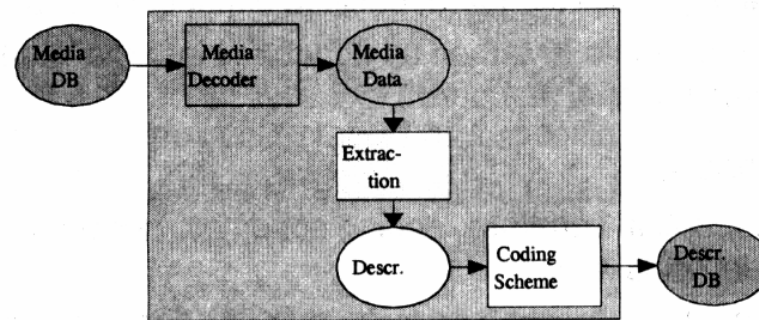 Media
DB
Media
Decoder
Media
Data
Extrac-
tion
Descr.
Coding
Scheme
Descr.
DB